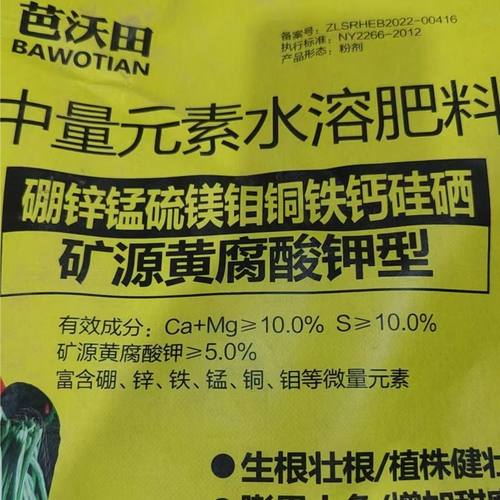 芭沃田
BAWOTIAN
备案号：ZLSRHEB2022-00416
执行标准：NY2266-2012
产品形态：粉剂
中量元素水溶肥料
硼锌锰硫镁钼铜铁钙硅硒
矿源黄腐酸钾型
有效成分：Ca+Mg≥10.0% S≥10.0%
矿源黄腐酸钾≥5.0%
富含硼、锌、铁、锰、铜、钼等微量元素
●生根壮根/植株健壮